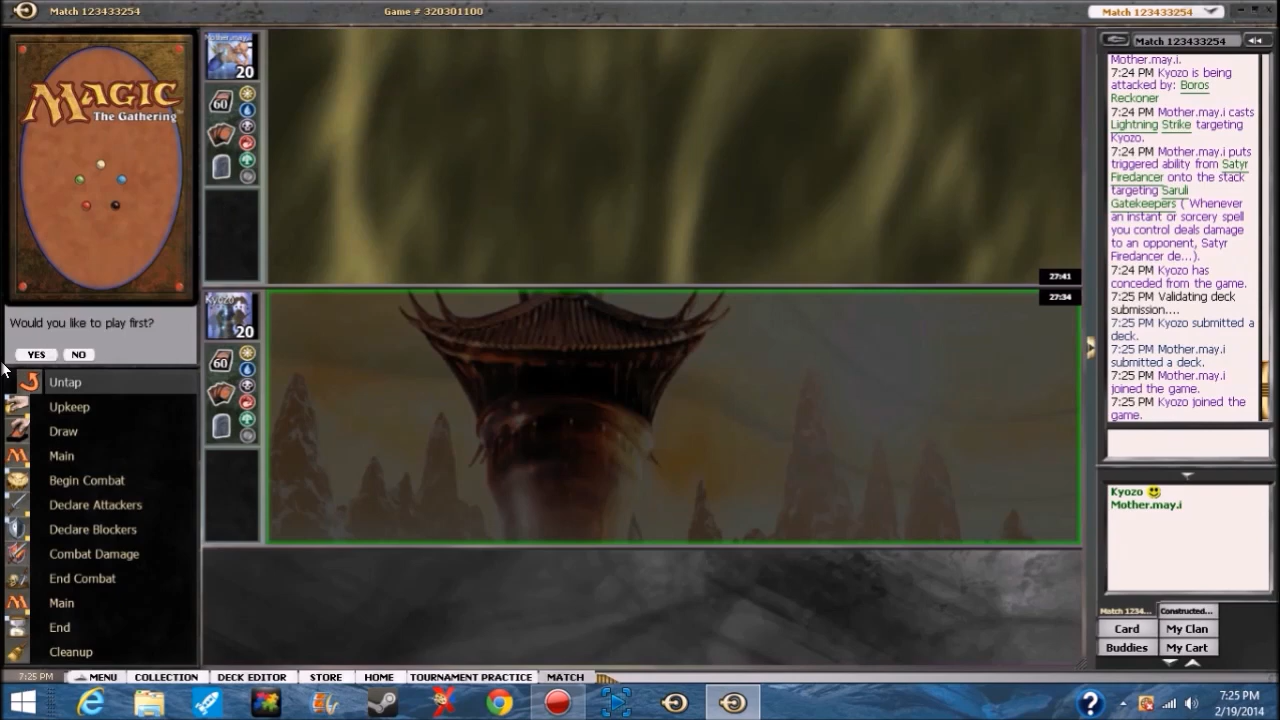 Match 123433254
Game # 320301100
Match 123433254
MAGIC
The Gathering
Mother.may...
20
60
27:41
Kyozo
20
60
27:34
Would you like to play first?
YES NO
Untap
Upkeep
Draw
Main
Begin Combat
Declare Attackers
Declare Blockers
Combat Damage
End Combat
Main
End
Cleanup
Match 123433254
Mother.may.i.
7:24 PM Kyozo is being
attacked by: Boros
Reckoner
7:24 PM Mother.may.i casts
Lightning Strike targeting
Kyozo.
7:24 PM Mother.may.i puts
triggered ability from Satyr
Firedancer onto the stack
targeting Saruli
Gatekeepers ( Whenever
an instant or sorcery spell
you control deals damage
to an opponent, Satyr
Firedancer de...).
7:24 PM Kyozo has
conceded from the game.
7:25 PM Validating deck
submission....
7:25 PM Kyozo submitted a
deck.
7:25 PM Mother.may.i
submitted a deck.
7:25 PM Mother.may.i
joined the game.
7:25 PM Kyozo joined the
game.
Kyozo
Mother.may.i
Match 1234... Constructed...
Card My Clan
Buddies My Cart
7:25 PM MENU COLLECTION DECK EDITOR STORE HOME TOURNAMENT PRACTICE MATCH
7:25 PM
2/19/2014